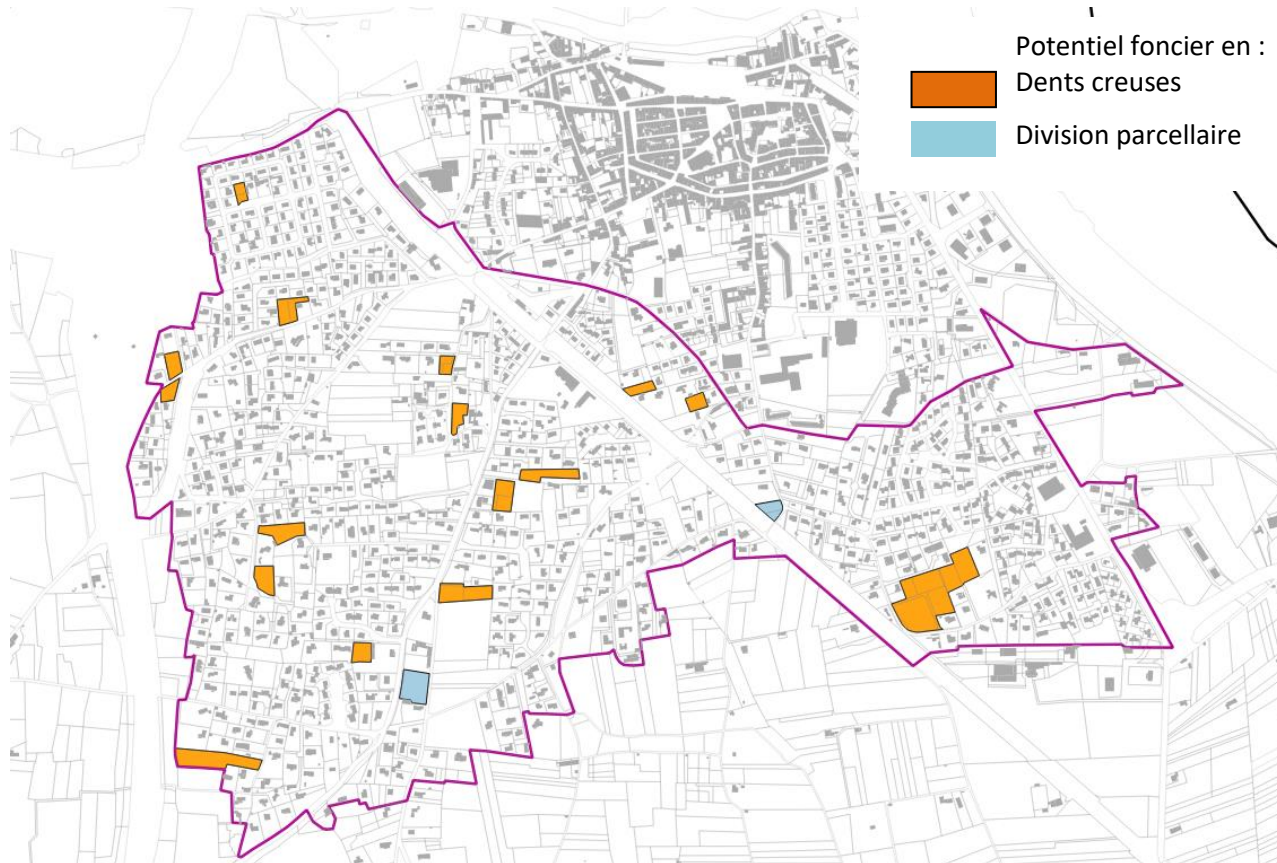 Potentiel foncier en :
Dents creuses
Division parcellaire